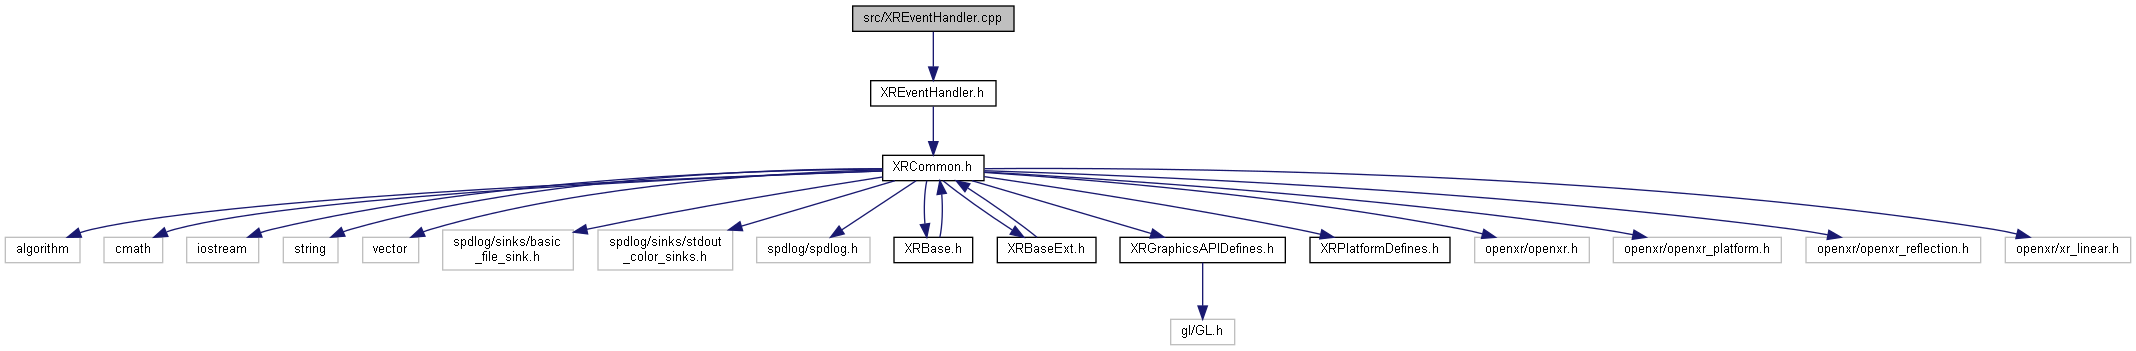 src/XREventHandler.cpp
XREventHandler.h
XRCommon.h
algorithm
cmath
iostream
string
vector
spdlog/sinks/basic
_file_sink.h
spdlog/sinks/stdout
_color_sinks.h
spdlog/spdlog.h
XRBase.h
XRBaseExt.h
XRGraphicsAPIDefines.h
XRPlatformDefines.h
openxr/openxr.h
openxr/openxr_platform.h
openxr/openxr_reflection.h
openxr/xr_linear.h
gl/GL.h